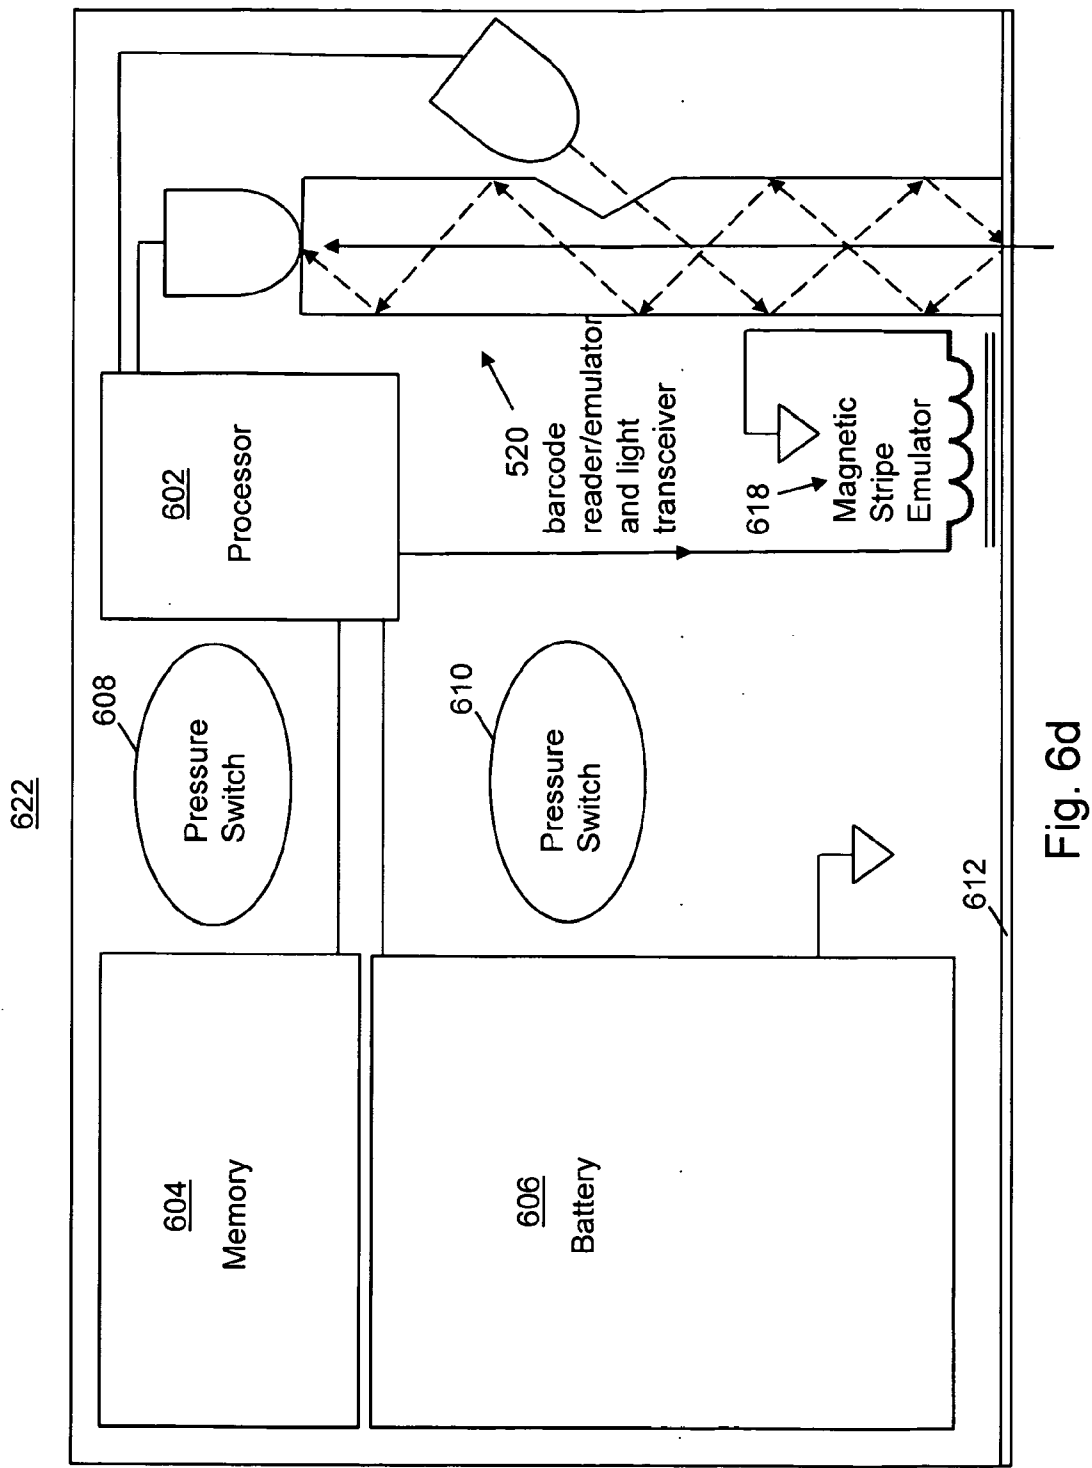 622
604
Memory
608
Pressure
Switch
602
Processor
606
Battery
610
Pressure
Switch
520
barcode
reader/emulator
and light
transceiver
618
Magnetic
Stripe
Emulator
612
Fig. 6d